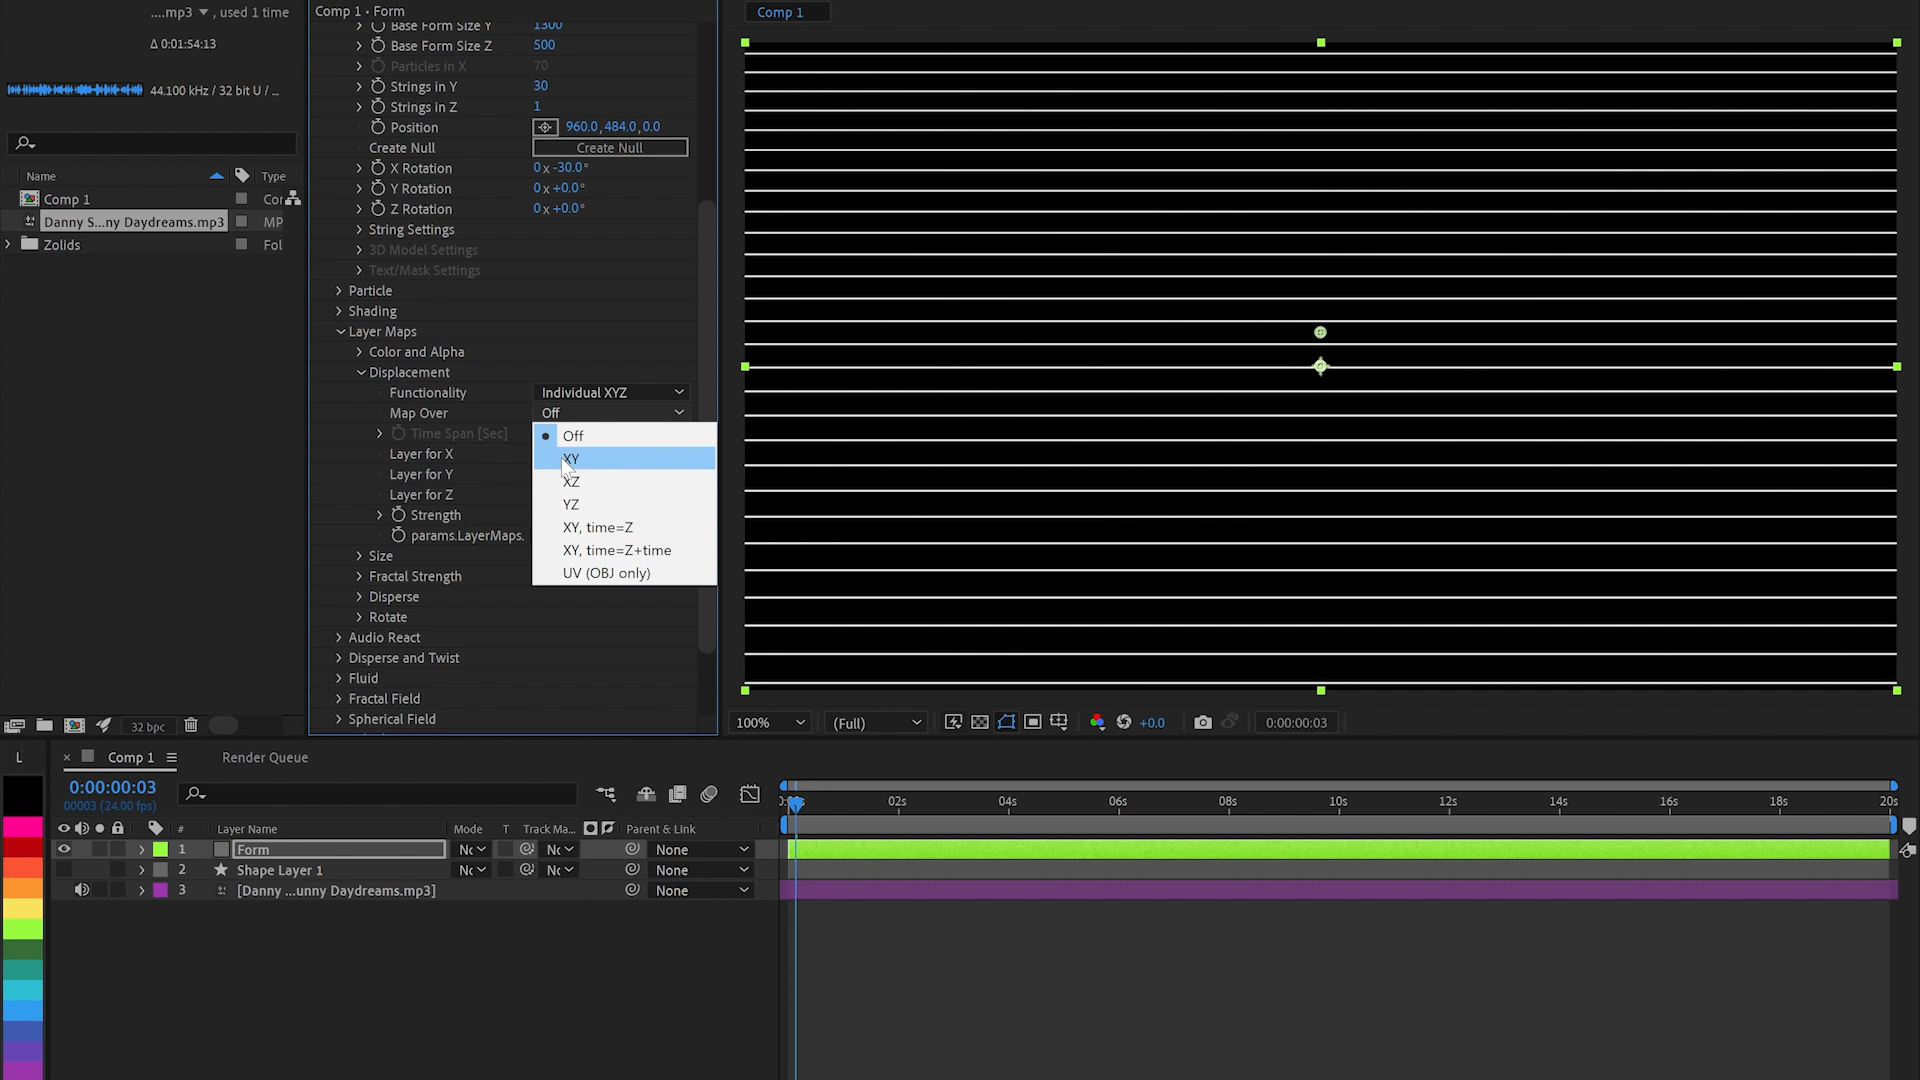 ....mp3 , used 1 time
Δ 0:01:54:13
44.100 kHz / 32 bit U / ...
Name
Type
Comp 1
Danny S...ny Daydreams.mp3
MP
Zolids
Fol
32 bpc
Comp 1 • Form
Base Form Size Y 1300
Base Form Size Z 500
Particles in X 70
Strings in Y 30
Strings in Z 1
Position 960.0, 484.0, 0.0
Create Null Create Null
X Rotation 0 x -30.0°
Y Rotation 0 x +0.0°
Z Rotation 0 x +0.0°
String Settings
3D Model Settings
Text/Mask Settings
Particle
Shading
Layer Maps
Color and Alpha
Displacement
Functionality Individual XYZ
Map Over Off
Time Span [Sec]
Layer for X
Layer for Y
Layer for Z
Strength
params.LayerMaps.
Size
Fractal Strength
Disperse
Rotate
Audio React
Disperse and Twist
Fluid
Fractal Field
Spherical Field
Off
XY
XZ
YZ
XY, time=Z
XY, time=Z+time
UV (OBJ only)
Comp 1
100% (Full) +0.0 0:00:00:03
L
Comp 1
Render Queue
0:00:00:03
00003 (24.00 fps)
02s 04s 06s 08s 10s 12s 14s 16s 18s 20s
# Layer Name Mode T Track Ma... Parent & Link
1 Form None
2 Shape Layer 1 None
3 [Danny ...unny Daydreams.mp3] None